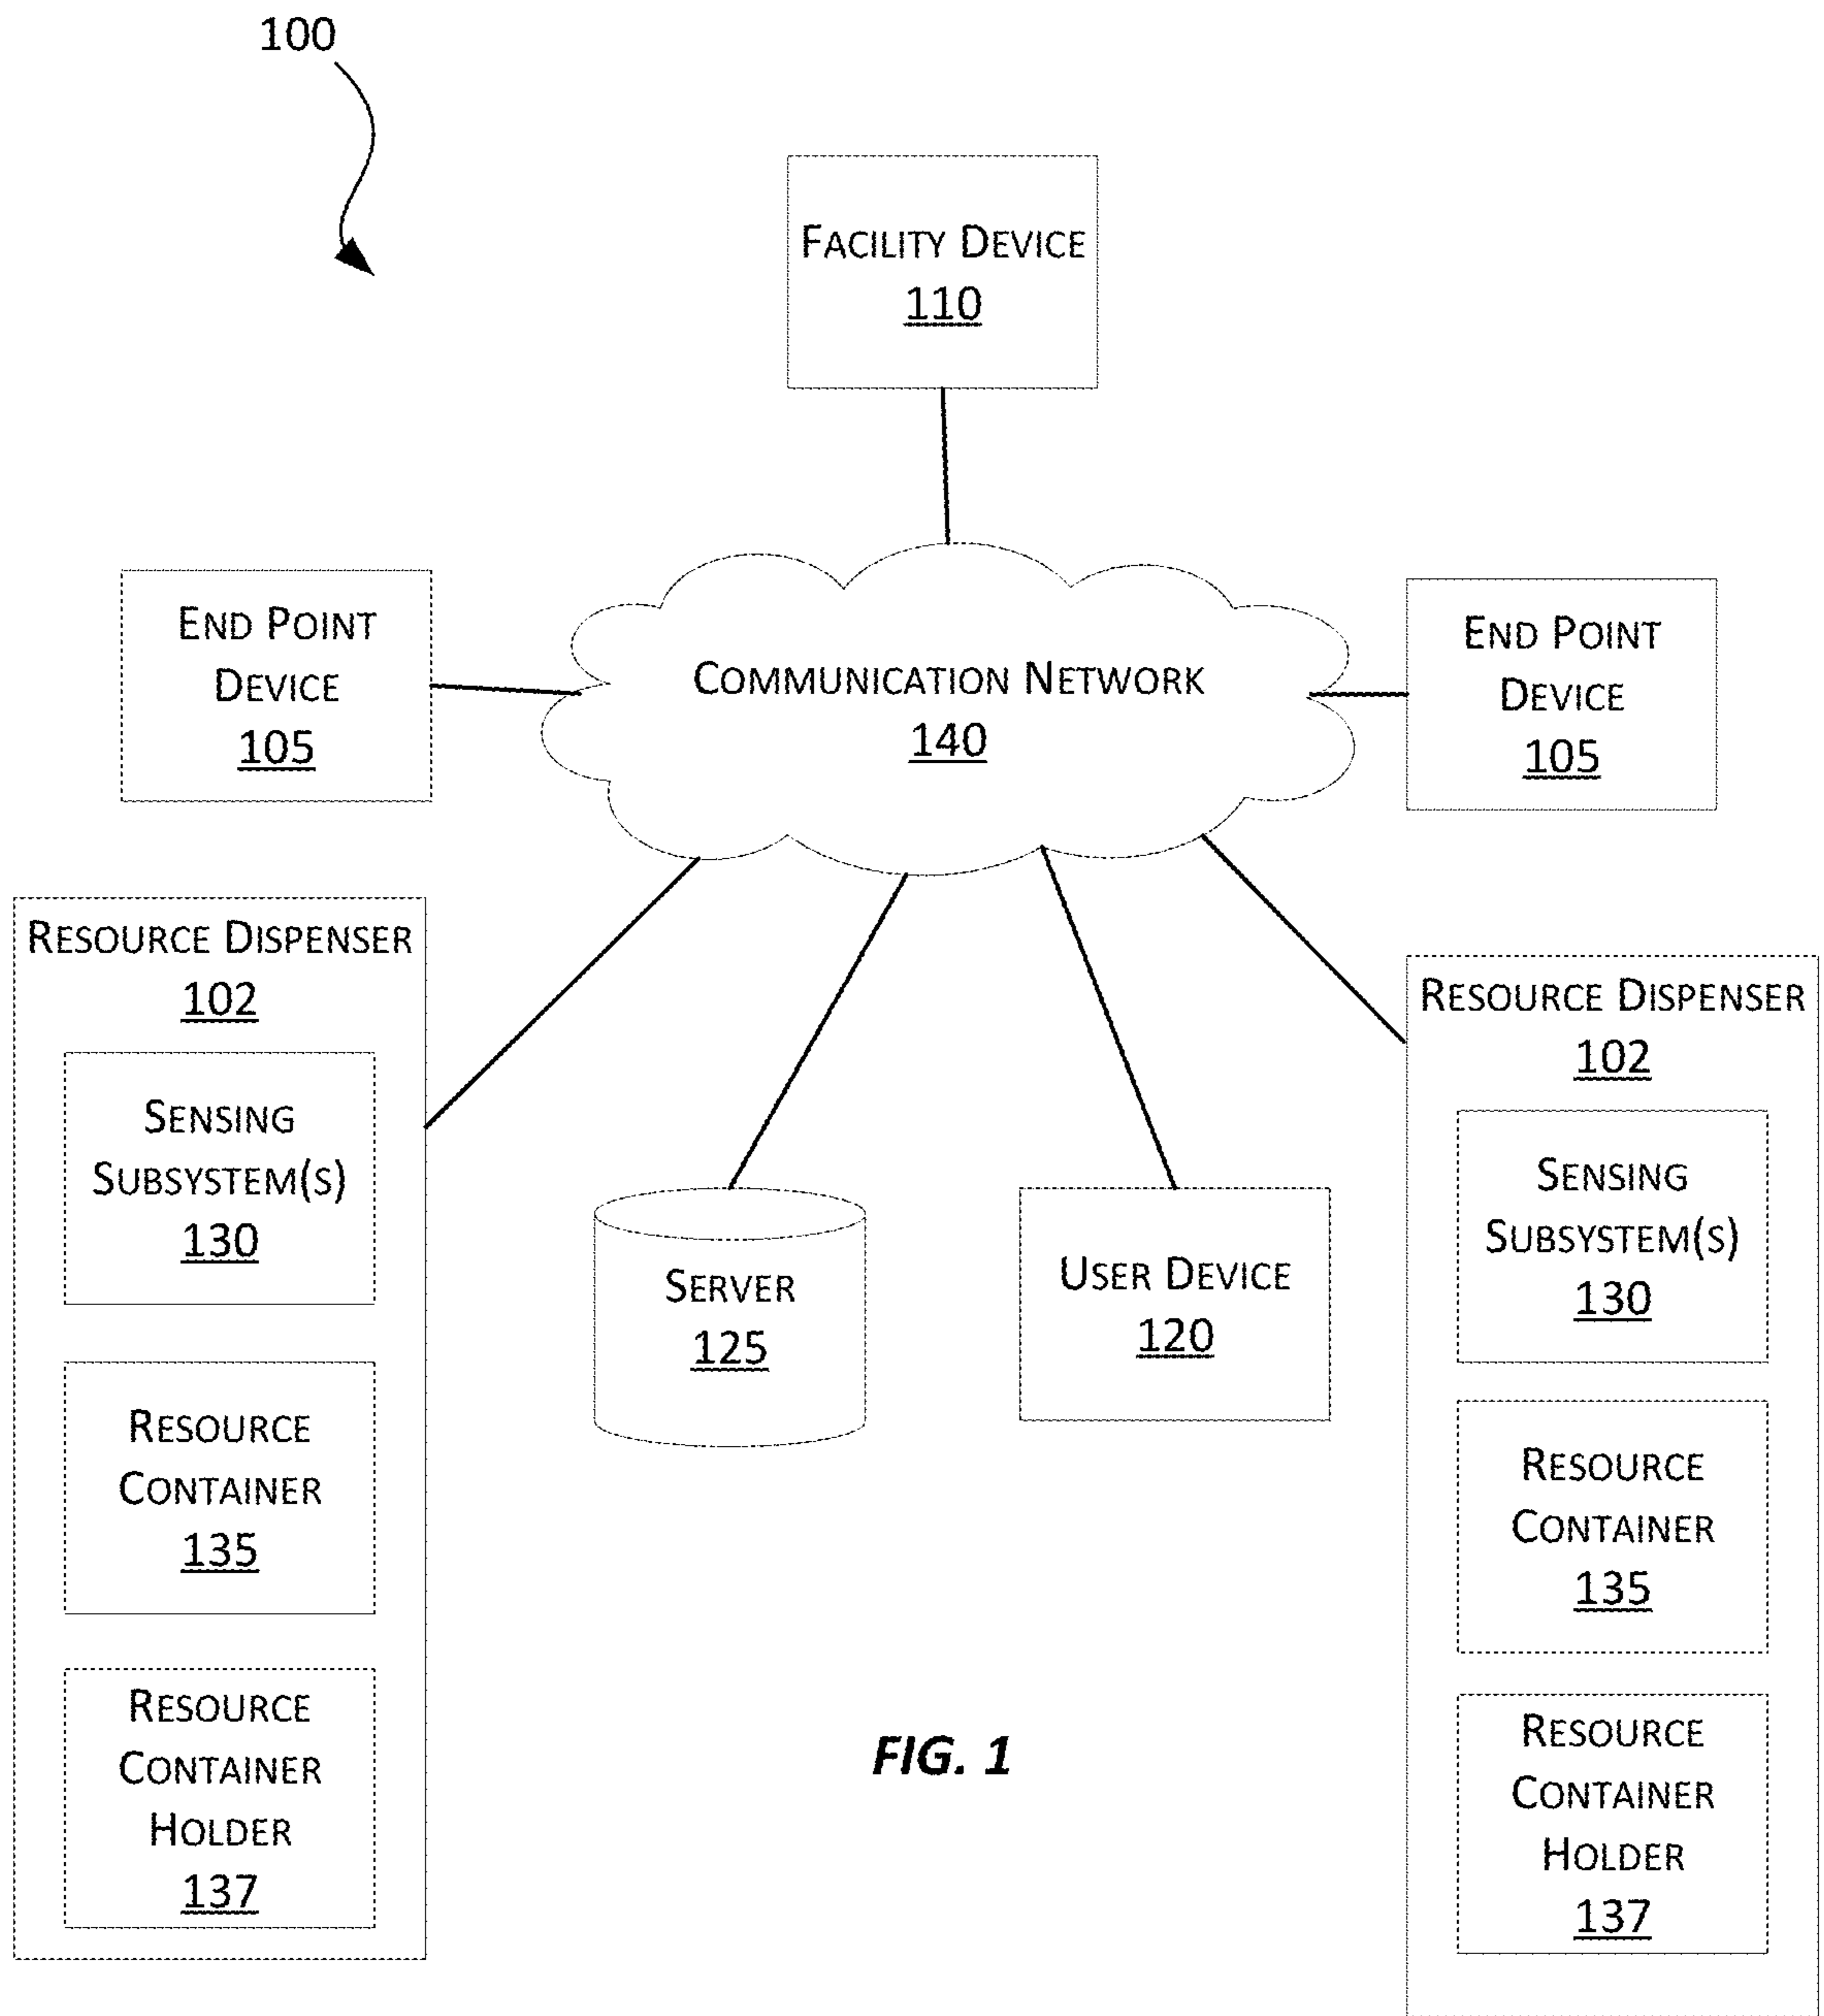 100
FACILITY DEVICE
110
END POINT
DEVICE
105
COMMUNICATION NETWORK
140
END POINT
DEVICE
105
RESOURCE DISPENSER
102
SENSING
SUBSYSTEM(S)
130
RESOURCE
CONTAINER
135
RESOURCE
CONTAINER
HOLDER
137
SERVER
125
USER DEVICE
120
RESOURCE DISPENSER
102
SENSING
SUBSYSTEM(S)
130
RESOURCE
CONTAINER
135
RESOURCE
CONTAINER
HOLDER
137
FIG. 1